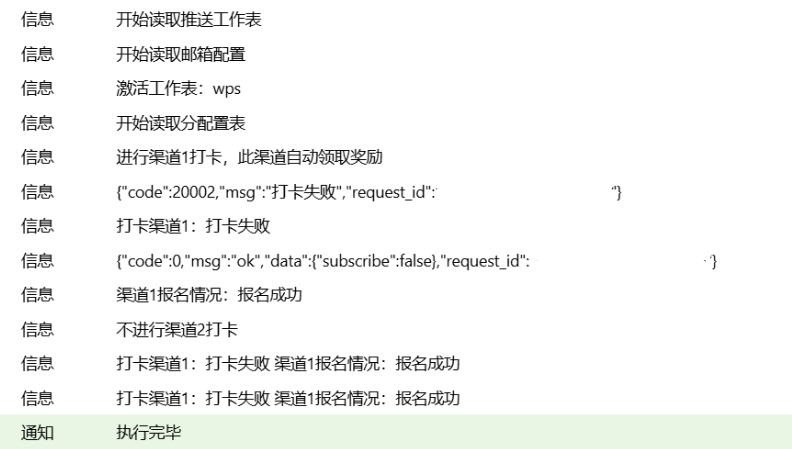 信息 开始读取推送工作表
信息 开始读取邮箱配置
信息 激活工作表：wps
信息 开始读取分配置表
信息 进行渠道1打卡，此渠道自动领取奖励
信息 {"code":20002,"msg":"打卡失败","request_id": "}
信息 打卡渠道1：打卡失败
信息 {"code":0,"msg":"ok","data":{"subscribe":false},"request_id": "}
信息 渠道1报名情况：报名成功
信息 不进行渠道2打卡
信息 打卡渠道1：打卡失败 渠道1报名情况：报名成功
信息 打卡渠道1：打卡失败 渠道1报名情况：报名成功
通知 执行完毕